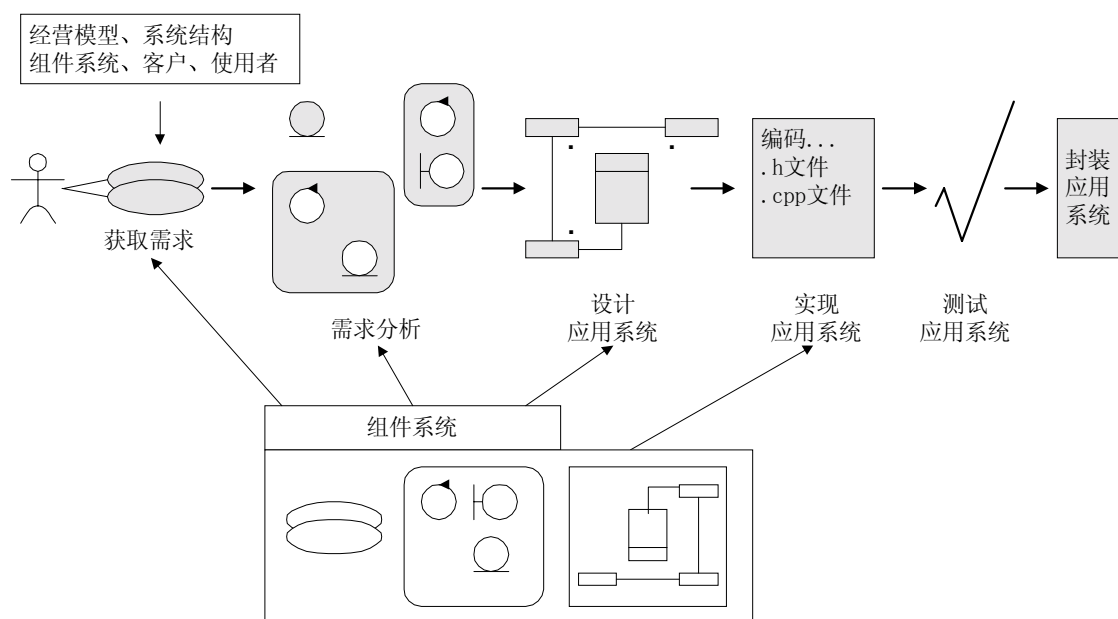 经营模型、系统结构
组件系统、客户、使用者
编码...
.h文件
.cpp文件
封装
应用
系统
获取需求
需求分析
设计
应用系统
实现
应用系统
测试
应用系统
组件系统